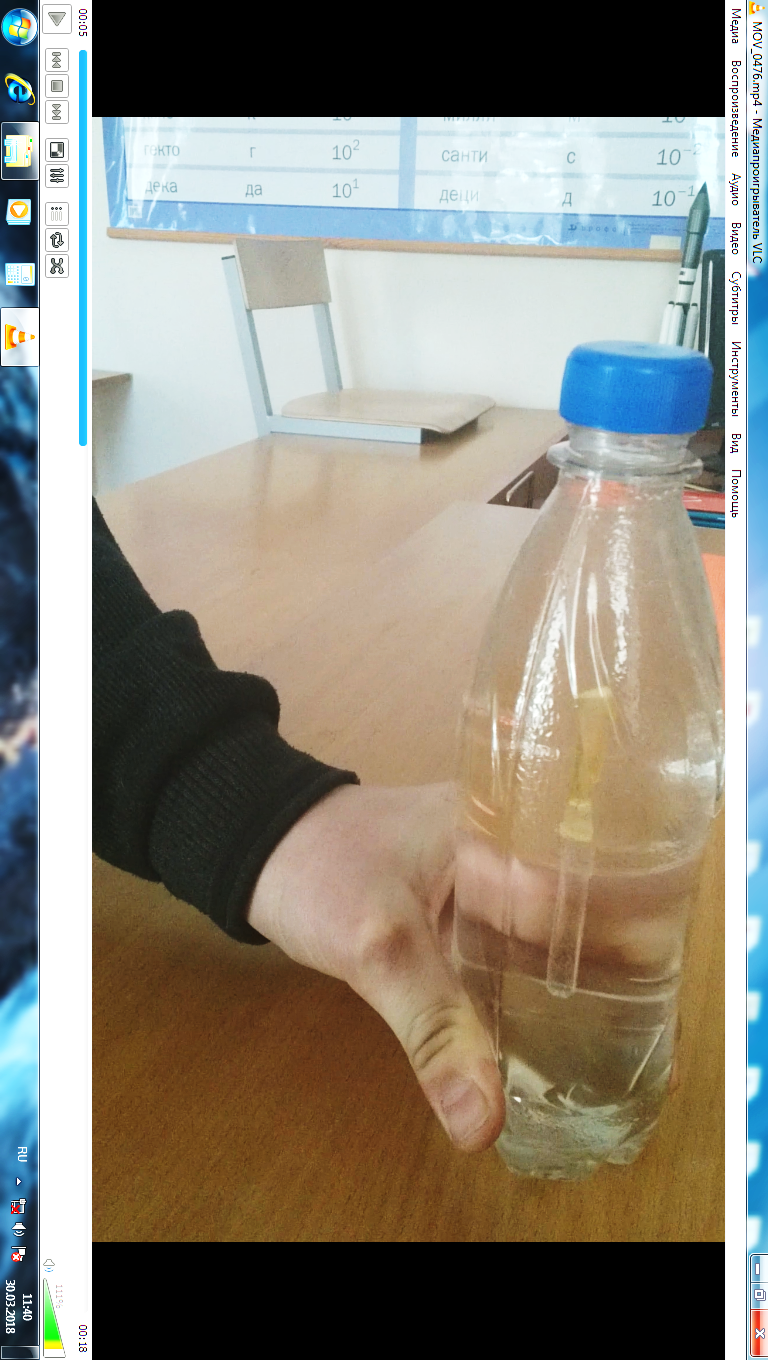 MOV_0476.mp4 - Медиапроигрыватель VLC
Медиа Воспроизведение Аудио Видео Субтитры Инструменты Вид Помощь
гекто г 10² санти с 10⁻²
дека да 10¹ деци д 10⁻¹
00:05
00:18
111%
RU
11:40
30.03.2018